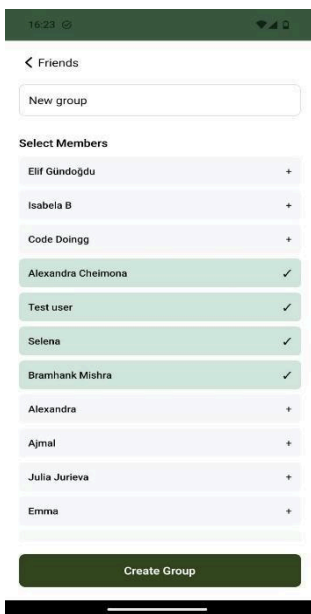 16:23
Friends
New group
Select Members
Elif Gündoğdu +
Isabela B +
Code Doingg +
Alexandra Cheimona ✓
Test user ✓
Selena ✓
Bramhank Mishra ✓
Alexandra +
Ajmal +
Julia Jurieva +
Emma +
Create Group